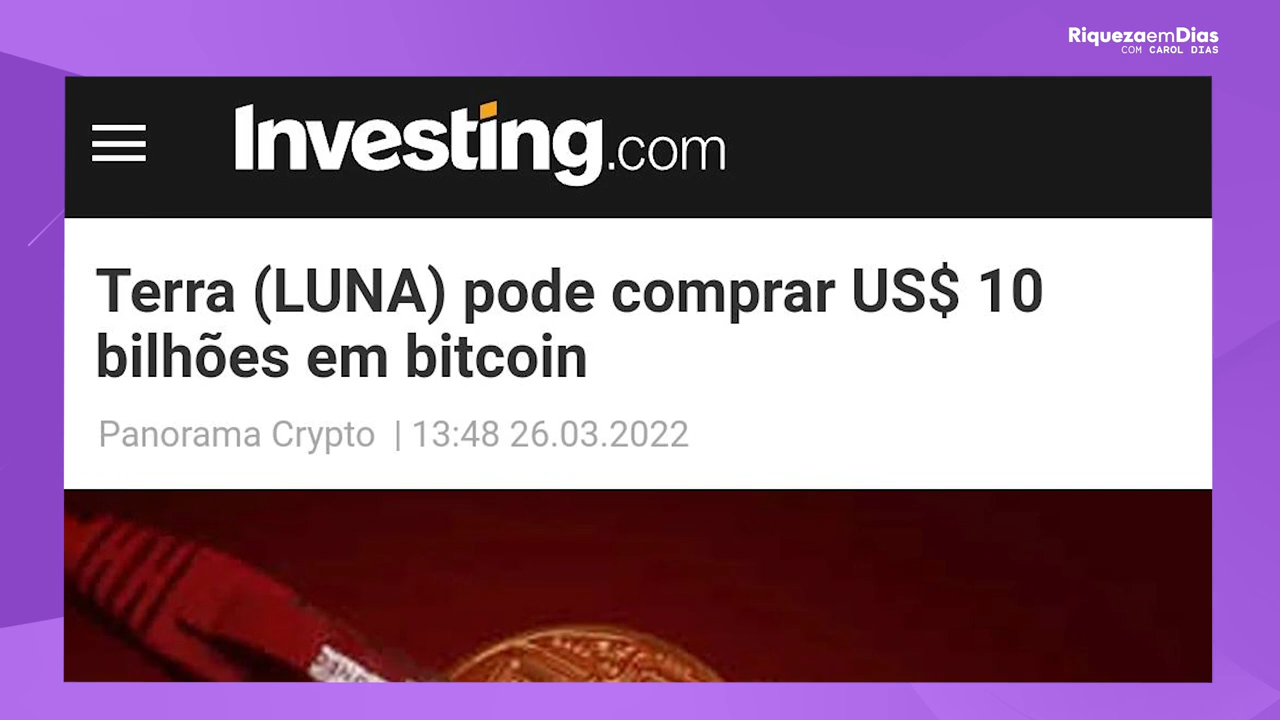 RiquezaemDias
COM CAROL DIAS
Investing.com
Terra (LUNA) pode comprar US$ 10
bilhões em bitcoin
Panorama Crypto | 13:48 26.03.2022